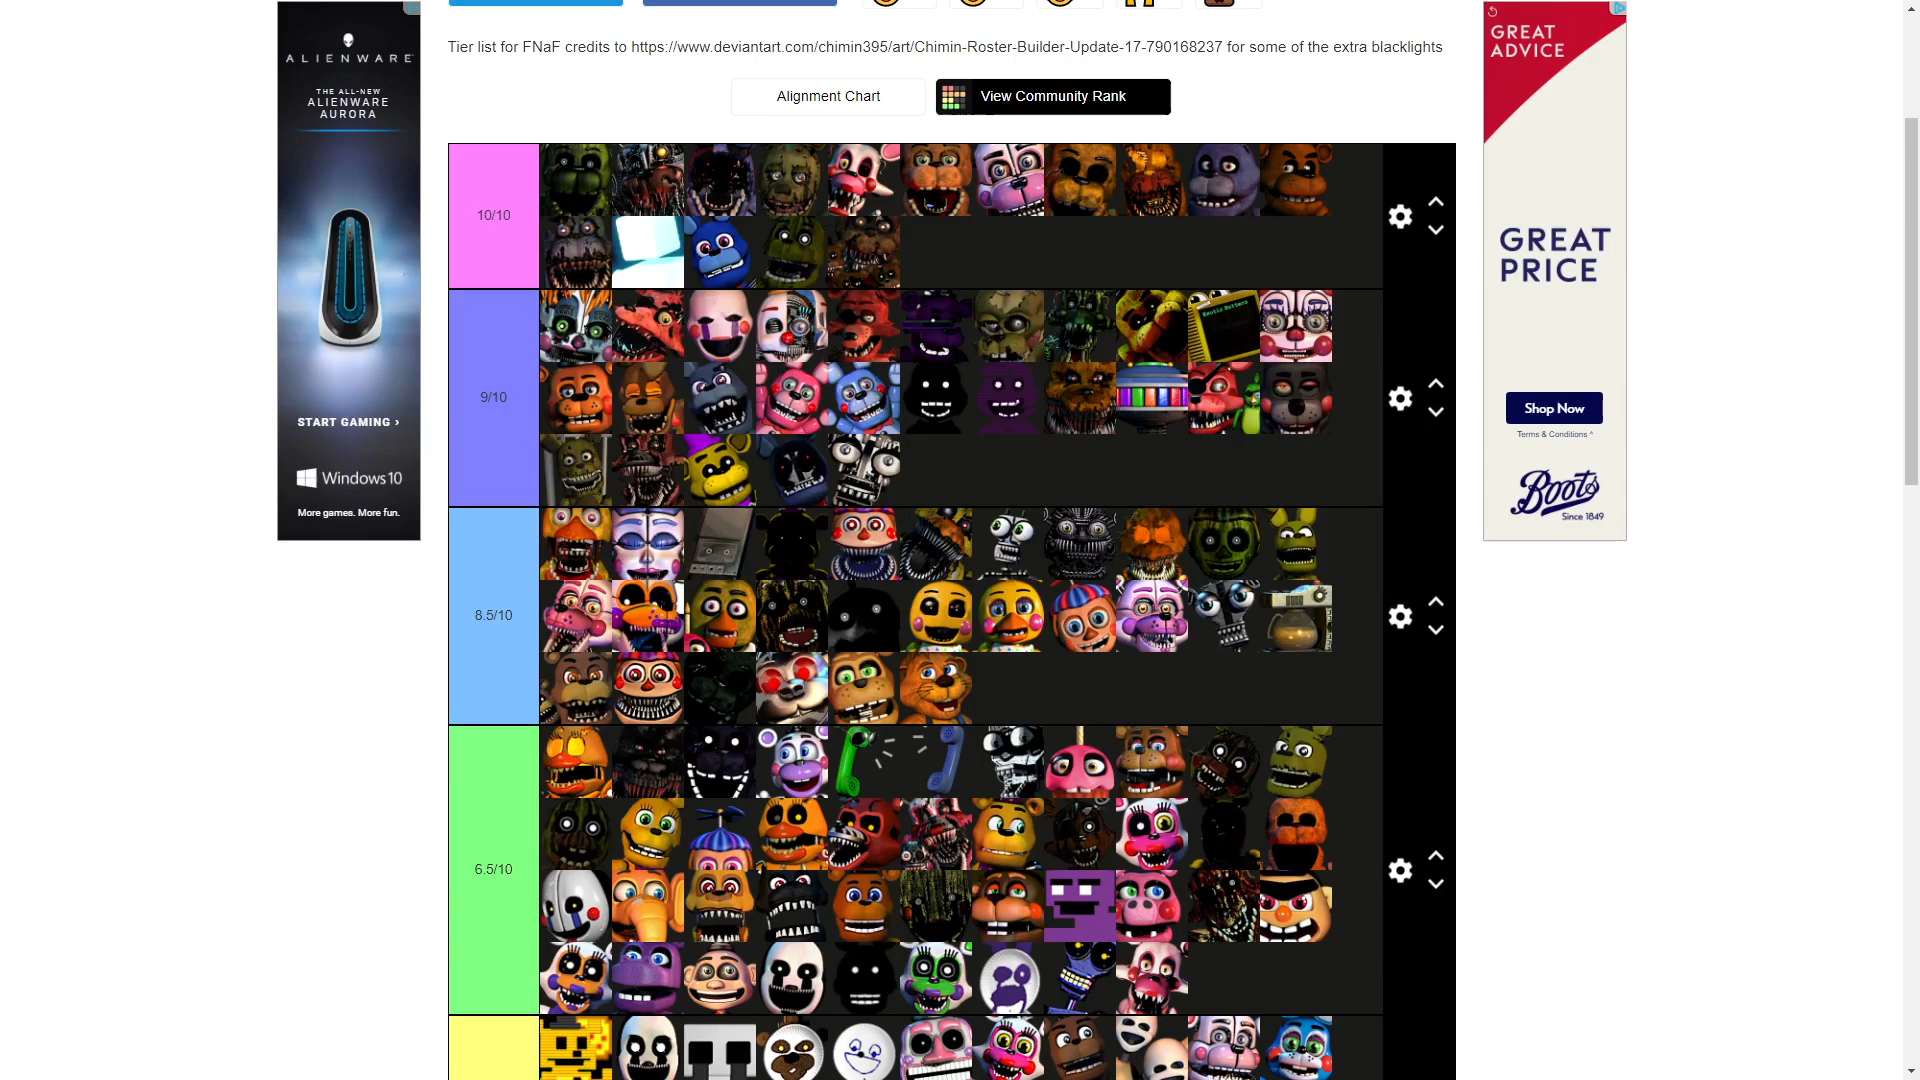 Tier list for FNaF credits to https://www.deviantart.com/chimin395/art/Chimin-Roster-Builder-Update-17-790168237 for some of the extra blacklights
Alignment Chart
View Community Rank
ALIENWARE
THE ALL-NEW
ALIENWARE
AURORA
START GAMING ›
Windows 10
More games. More fun.
10/10
9/10
8.5/10
6.5/10
GREAT
ADVICE
GREAT
PRICE
Shop Now
Terms & Conditions ^
Boots
Since 1849